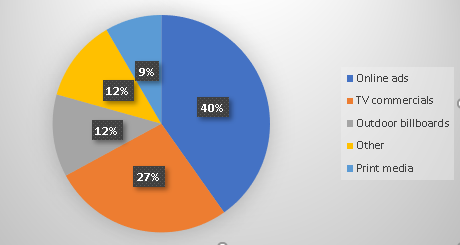 9%
12%
40%
12%
27%
Online ads
TV commercials
Outdoor billboards
Other
Print media